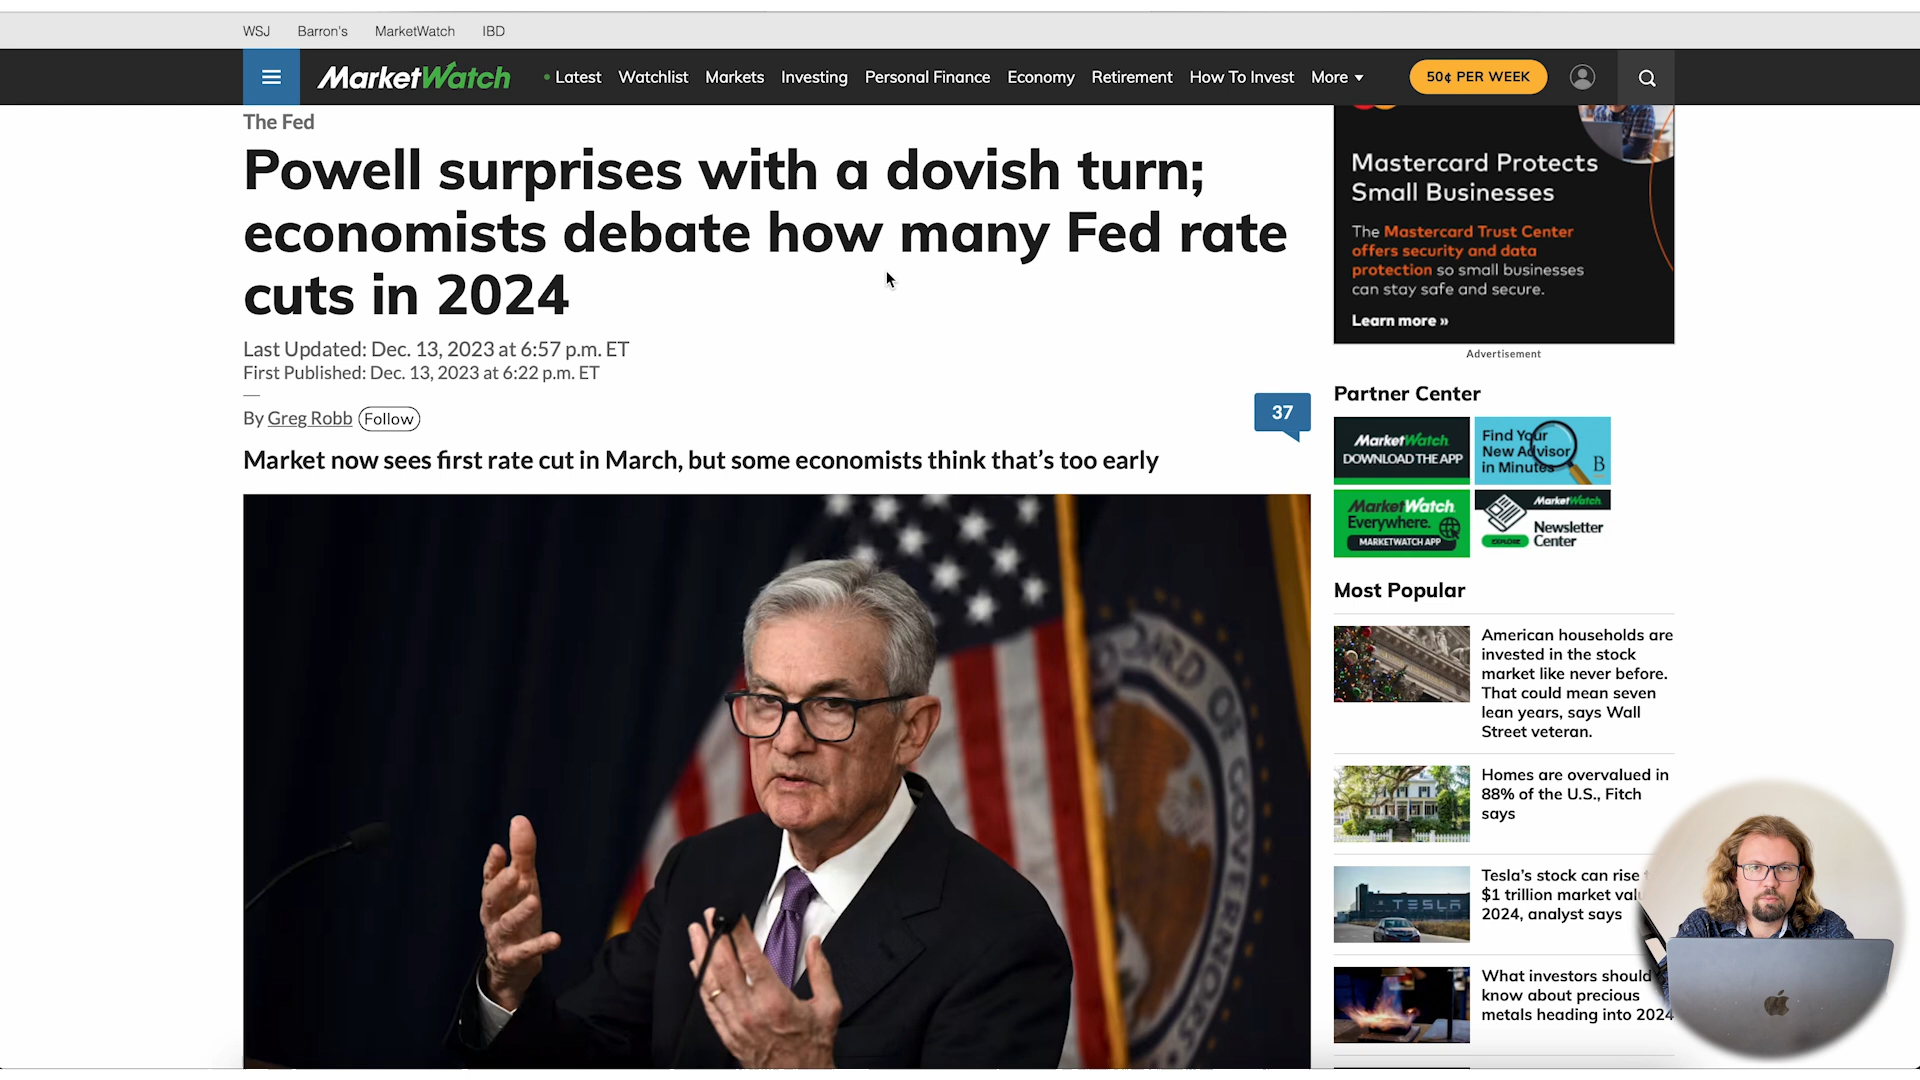 WSJ Barron's MarketWatch IBD
MarketWatch
Latest Watchlist Markets Investing Personal Finance Economy Retirement How To Invest More
50¢ PER WEEK
The Fed
Powell surprises with a dovish turn;
economists debate how many Fed rate
cuts in 2024
Last Updated: Dec. 13, 2023 at 6:57 p.m. ET
First Published: Dec. 13, 2023 at 6:22 p.m. ET
By Greg Robb Follow
37
Market now sees first rate cut in March, but some economists think that's too early
OF GOVERNORS
Mastercard Protects
Small Businesses
The Mastercard Trust Center
offers security and data
protection so small businesses
can stay safe and secure.
Learn more »
Advertisement
Partner Center
MarketWatch
DOWNLOAD THE APP
Find Your
New Advisor
in Minutes
B
MarketWatch
Everywhere.
MARKETWATCH APP
MarketWatch
Newsletter
Center
EXPLORE
Most Popular
American households are
invested in the stock
market like never before.
That could mean seven
lean years, says Wall
Street veteran.
Homes are overvalued in
88% of the U.S., Fitch
says
TESLA
Tesla's stock can rise
$1 trillion market
2024, analyst says
What investors should
know about precious
metals heading into 2024